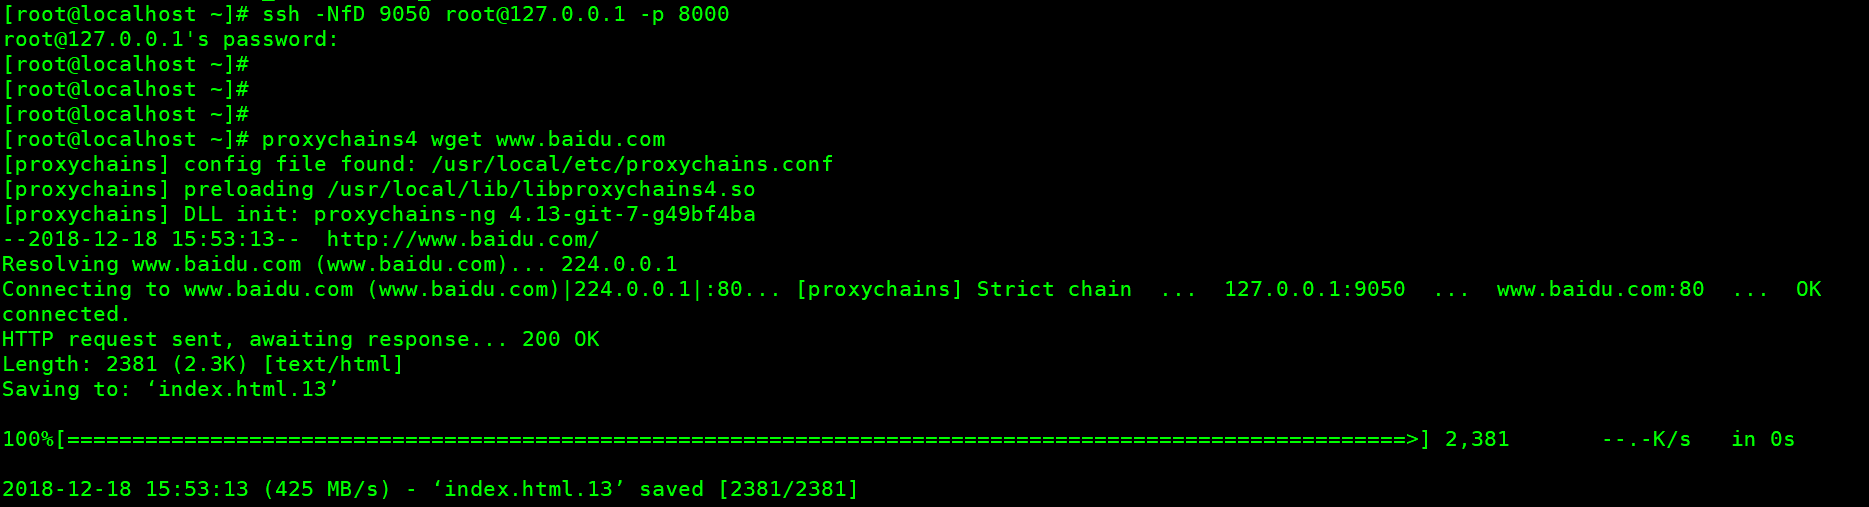 [root@localhost ~]# ssh -NfD 9050 root@127.0.0.1 -p 8000
root@127.0.0.1's password:
[root@localhost ~]#
[root@localhost ~]#
[root@localhost ~]#
[root@localhost ~]# proxychains4 wget www.baidu.com
[proxychains] config file found: /usr/local/etc/proxychains.conf
[proxychains] preloading /usr/local/lib/libproxychains4.so
[proxychains] DLL init: proxychains-ng 4.13-git-7-g49bf4ba
--2018-12-18 15:53:13--  http://www.baidu.com/
Resolving www.baidu.com (www.baidu.com)... 224.0.0.1
Connecting to www.baidu.com (www.baidu.com)|224.0.0.1|:80... [proxychains] Strict chain  ...  127.0.0.1:9050  ...  www.baidu.com:80  ...  OK
connected.
HTTP request sent, awaiting response... 200 OK
Length: 2381 (2.3K) [text/html]
Saving to: ‘index.html.13’
100%[=======================================================================================================>] 2,381       --.-K/s   in 0s
2018-12-18 15:53:13 (425 MB/s) - ‘index.html.13’ saved [2381/2381]